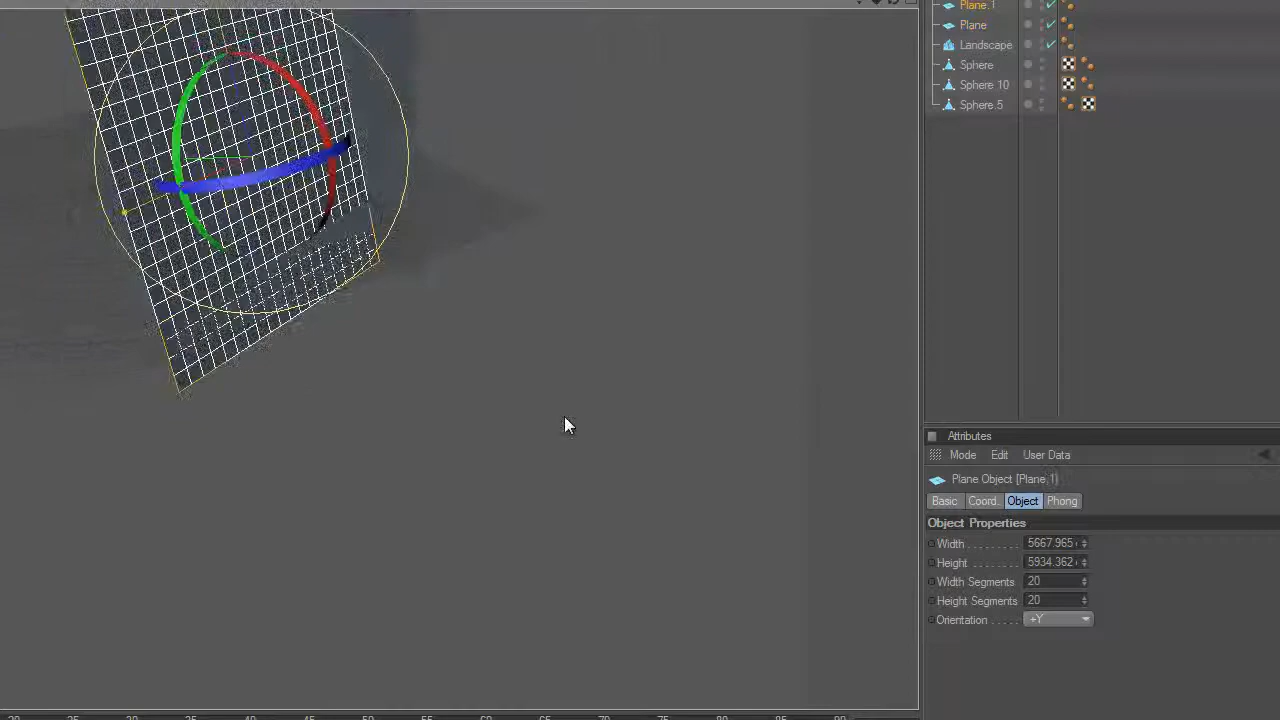 Plane.1
Plane
Landscape
Sphere
Sphere.10
Sphere.5
Attributes
Mode Edit User Data
Plane Object [Plane.1]
Basic Coord. Object Phong
Object Properties
Width . . . . . . . . 5667.965
Height . . . . . . . 5934.362
Width Segments 20
Height Segments 20
Orientation . . . . . +Y